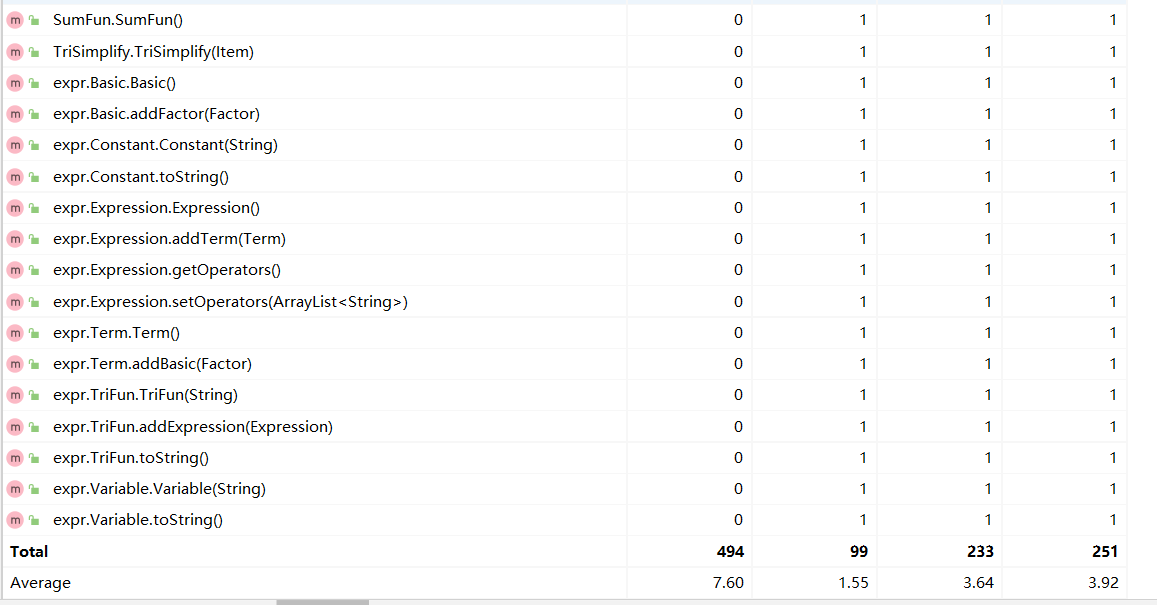 m SumFun.SumFun() 0 1 1 1
m TriSimplify.TriSimplify(Item) 0 1 1 1
m expr.Basic.Basic() 0 1 1 1
m expr.Basic.addFactor(Factor) 0 1 1 1
m expr.Constant.Constant(String) 0 1 1 1
m expr.Constant.toString() 0 1 1 1
m expr.Expression.Expression() 0 1 1 1
m expr.Expression.addTerm(Term) 0 1 1 1
m expr.Expression.getOperators() 0 1 1 1
m expr.Expression.setOperators(ArrayList<String>) 0 1 1 1
m expr.Term.Term() 0 1 1 1
m expr.Term.addBasic(Factor) 0 1 1 1
m expr.TriFun.TriFun(String) 0 1 1 1
m expr.TriFun.addExpression(Expression) 0 1 1 1
m expr.TriFun.toString() 0 1 1 1
m expr.Variable.Variable(String) 0 1 1 1
m expr.Variable.toString() 0 1 1 1
Total 494 99 233 251
Average 7.60 1.55 3.64 3.92